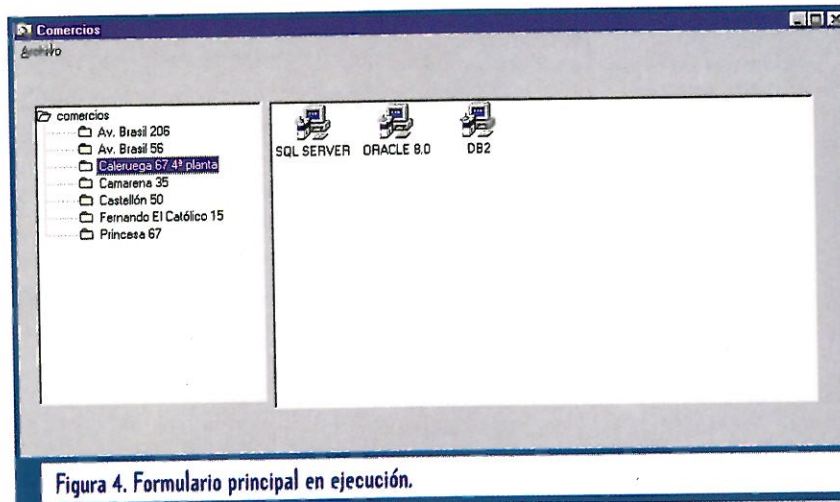 Comercios
Archivo
comercios
Av. Brasil 206
Av. Brasil 56
Caleruega 67 4ª planta
Camarena 35
Castellón 50
Fernando El Católico 15
Princesa 67
SQL SERVER ORACLE 8.0 DB2
Figura 4. Formulario principal en ejecución.